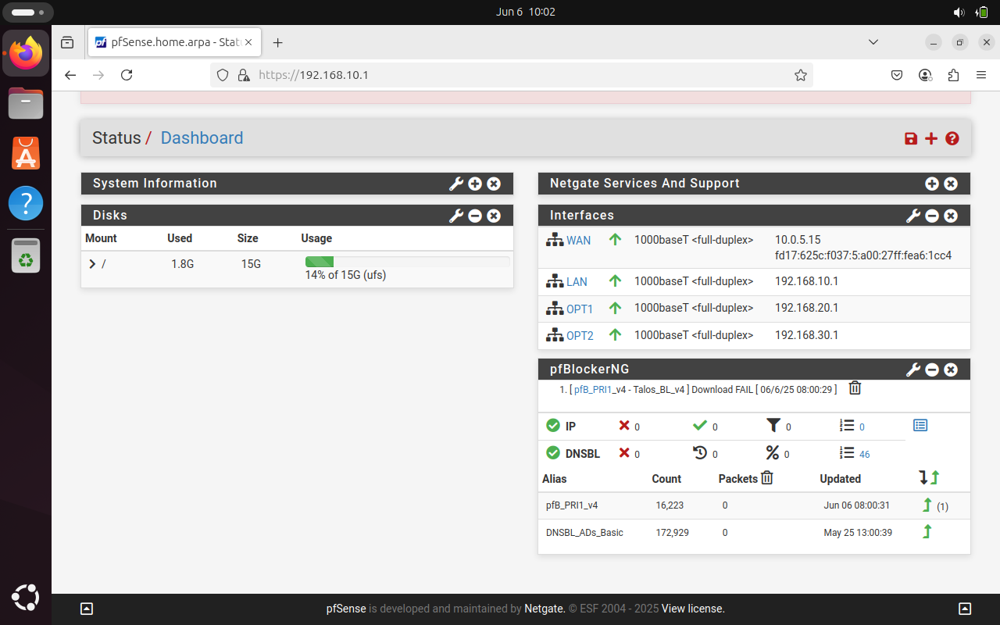 Jun 6 10:02
pfSense.home.arpa - Stat
https://192.168.10.1
Status / Dashboard
System Information
Disks
Mount Used Size Usage
/ 1.8G 15G
14% of 15G (ufs)
Netgate Services And Support
Interfaces
WAN 1000baseT <full-duplex> 10.0.5.15
fd17:625c:f037:5:a00:27ff:fea6:1cc4
LAN 1000baseT <full-duplex> 192.168.10.1
OPT1 1000baseT <full-duplex> 192.168.20.1
OPT2 1000baseT <full-duplex> 192.168.30.1
pfBlockerNG
1. [ pfB_PRI1_v4 - Talos_BL_v4 ] Download FAIL [ 06/6/25 08:00:29 ]
IP 0 0 0 0
DNSBL 0 0 0 46
Alias Count Packets Updated
pfB_PRI1_v4 16,223 0 Jun 06 08:00:31 (1)
DNSBL_ADs_Basic 172,929 0 May 25 13:00:39
pfSense is developed and maintained by Netgate. © ESF 2004 - 2025 View license.